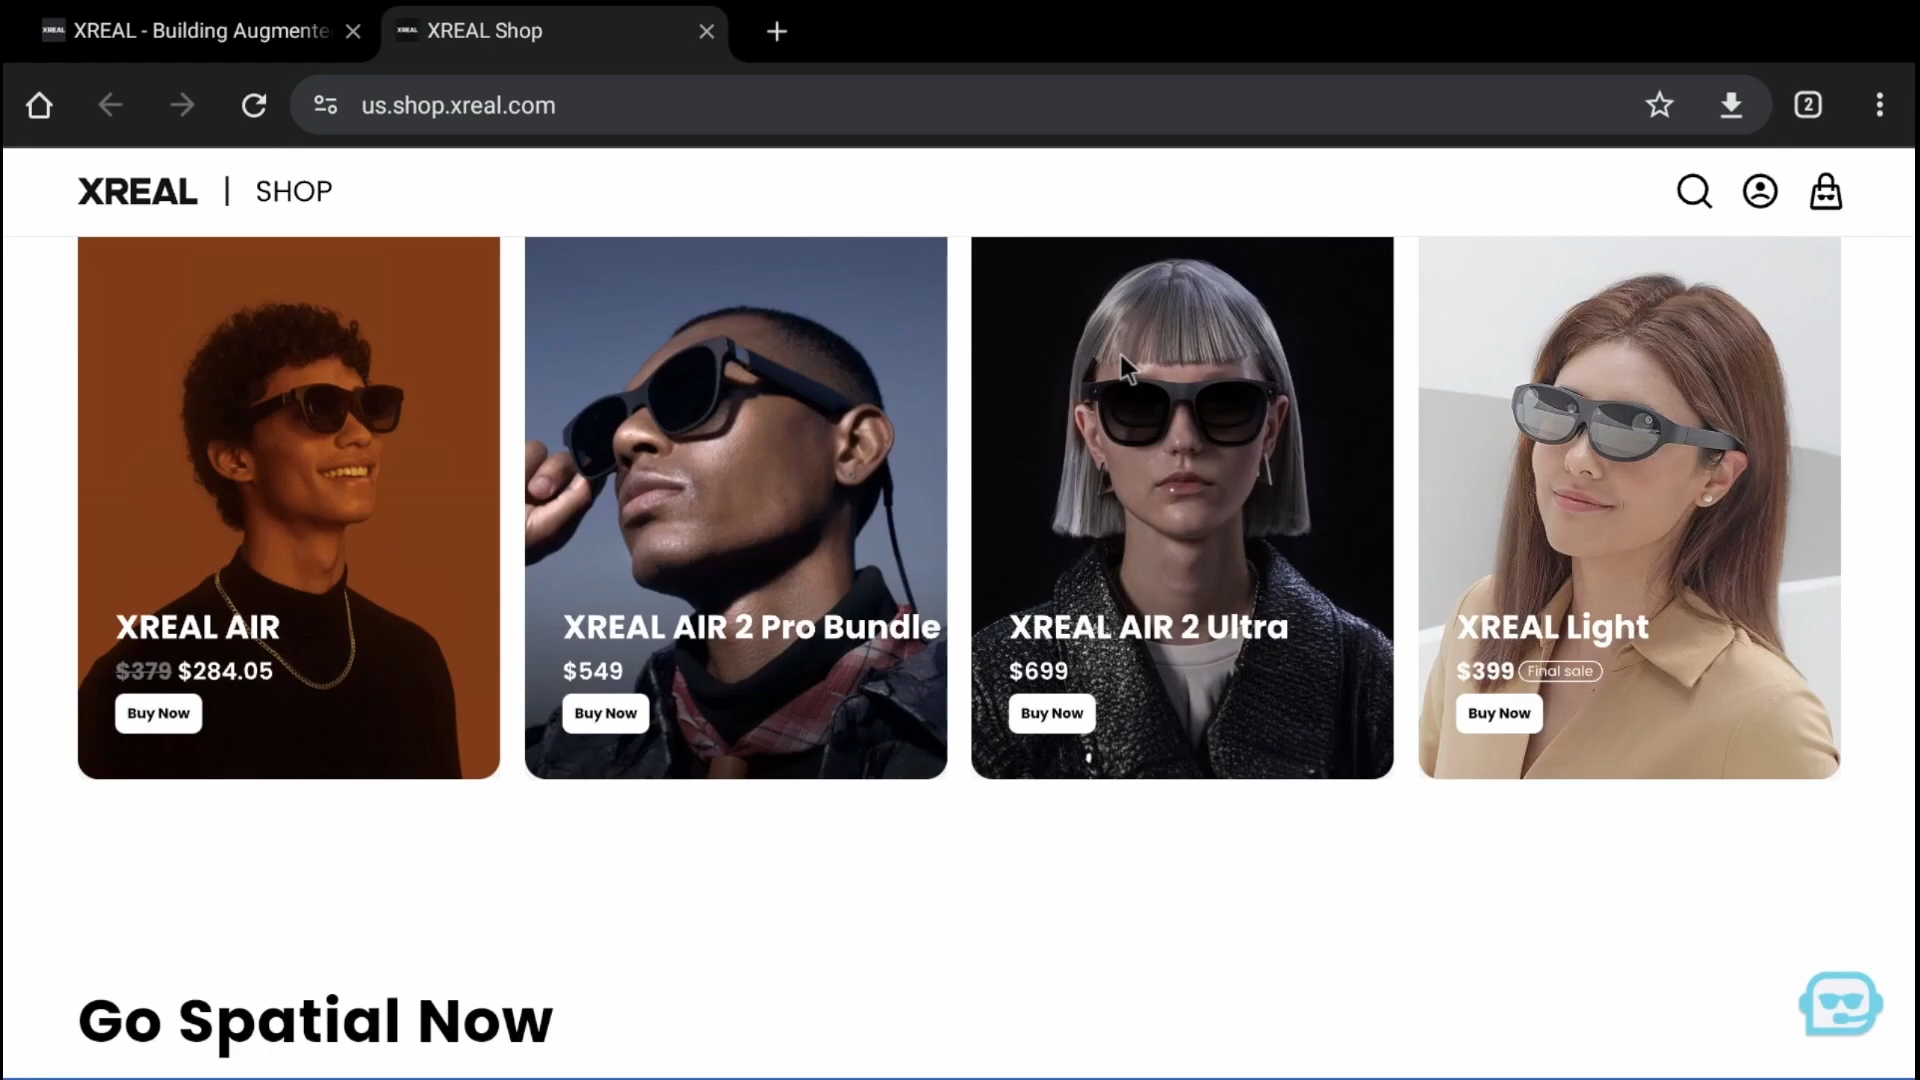 XREAL - Building Augmente
XREAL Shop
us.shop.xreal.com
2
XREAL | SHOP
XREAL AIR
$379 $284.05
Buy Now
XREAL AIR 2 Pro Bundle
$549
Buy Now
XREAL AIR 2 Ultra
$699
Buy Now
XREAL Light
$399 Final sale
Buy Now
Go Spatial Now